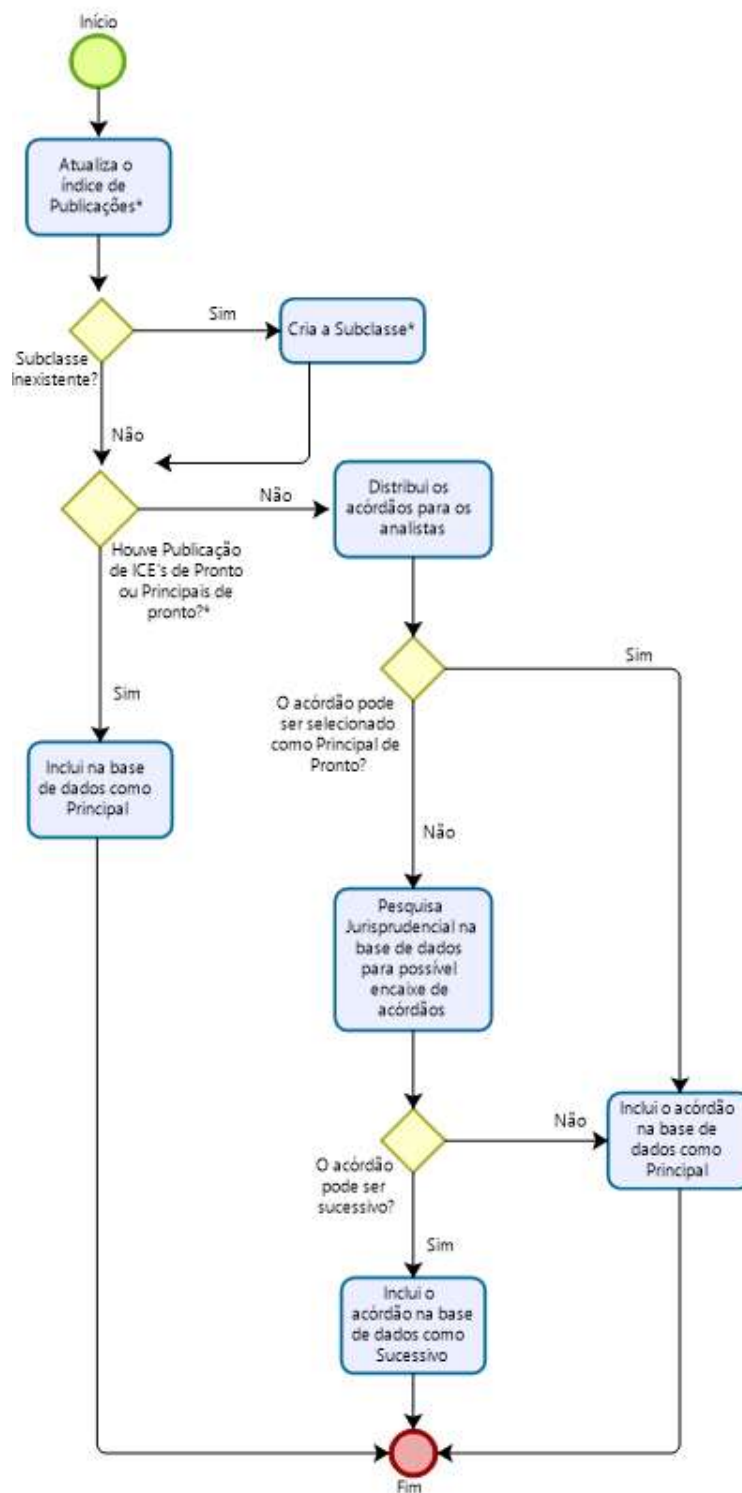 Início
Atualiza o
índice de
Publicações*
Sim
Cria a Subclasse*
Subclasse
Inexistente?
Não
Não
Distribui os
acórdãos para os
analistas
Houve Publicação
de ICE's de Pronto
ou Principais de
pronto?*
Sim
Sim
O acórdão pode
ser selecionado
como Principal de
Pronto?
Inclui na base
de dados como
Principal
Não
Pesquisa
Jurisprudencial na
base de dados
para possível
encaixe de
acórdãos
Não
Inclui o acórdão
na base de
dados como
Principal
O acórdão
pode ser
sucessivo?
Sim
Inclui o
acórdão na base
de dados como
Sucessivo
Fim